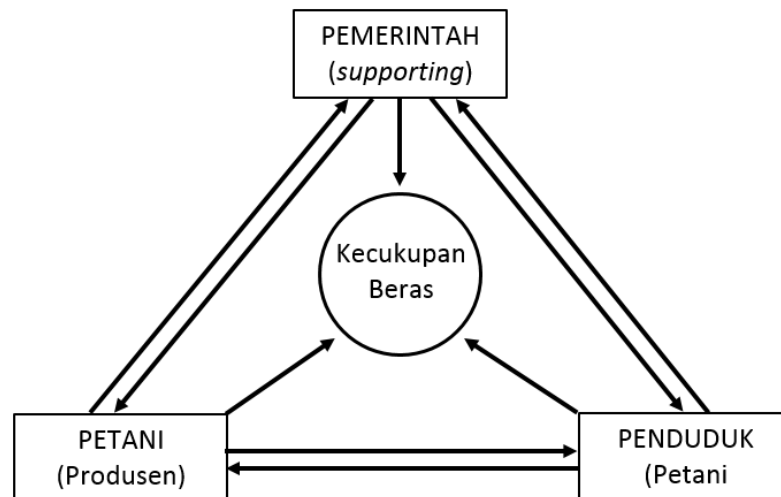 PEMERINTAH
(supporting)
Kecukupan
Beras
PETANI
(Produsen)
PENDUDUK
(Petani